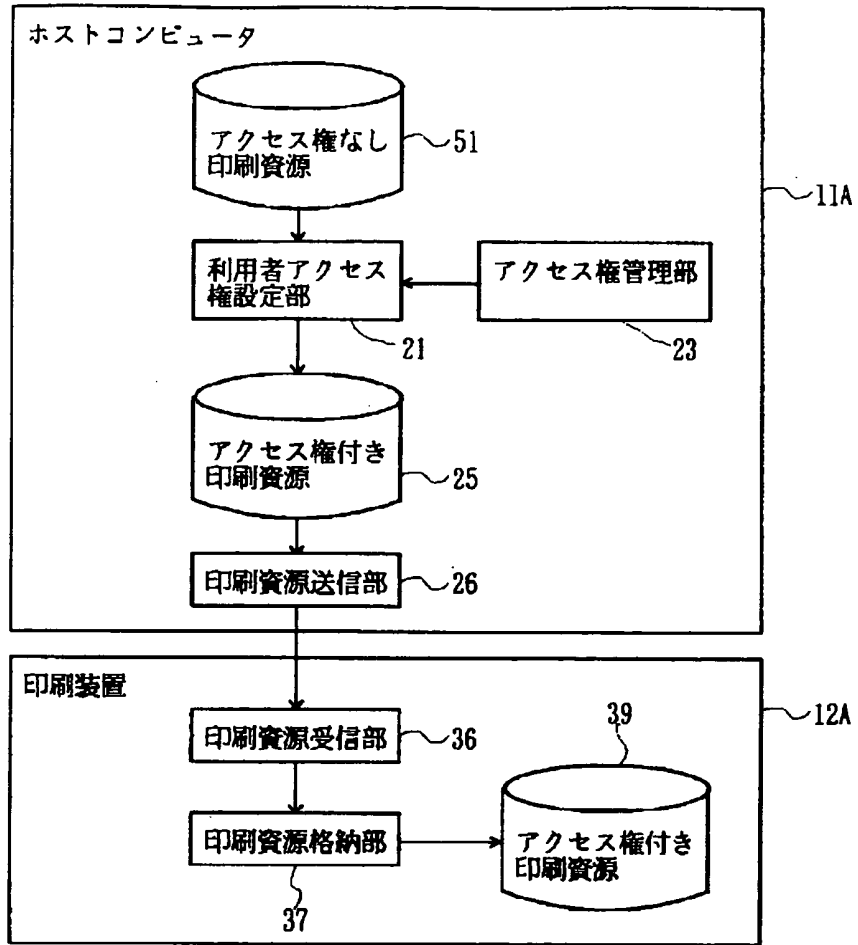 ホストコンピュータ
アクセス権なし
印刷資源
51
11A
利用者アクセス
権設定部
アクセス権管理部
21
23
アクセス権付き
印刷資源
25
印刷資源送信部
26
印刷装置
12A
印刷資源受信部
36
39
印刷資源格納部
アクセス権付き
印刷資源
37